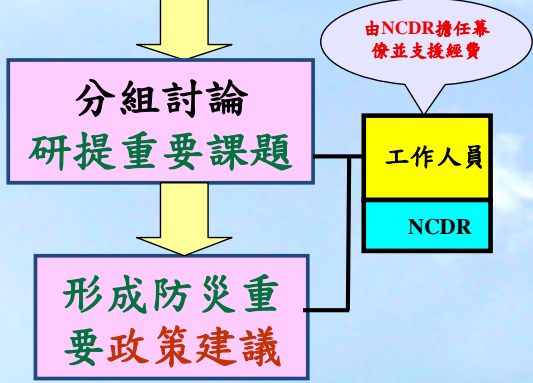 由NCDR擔任幕
僚並支援經費
分組討論
研提重要課題
工作人員
NCDR
形成防災重
要政策建議